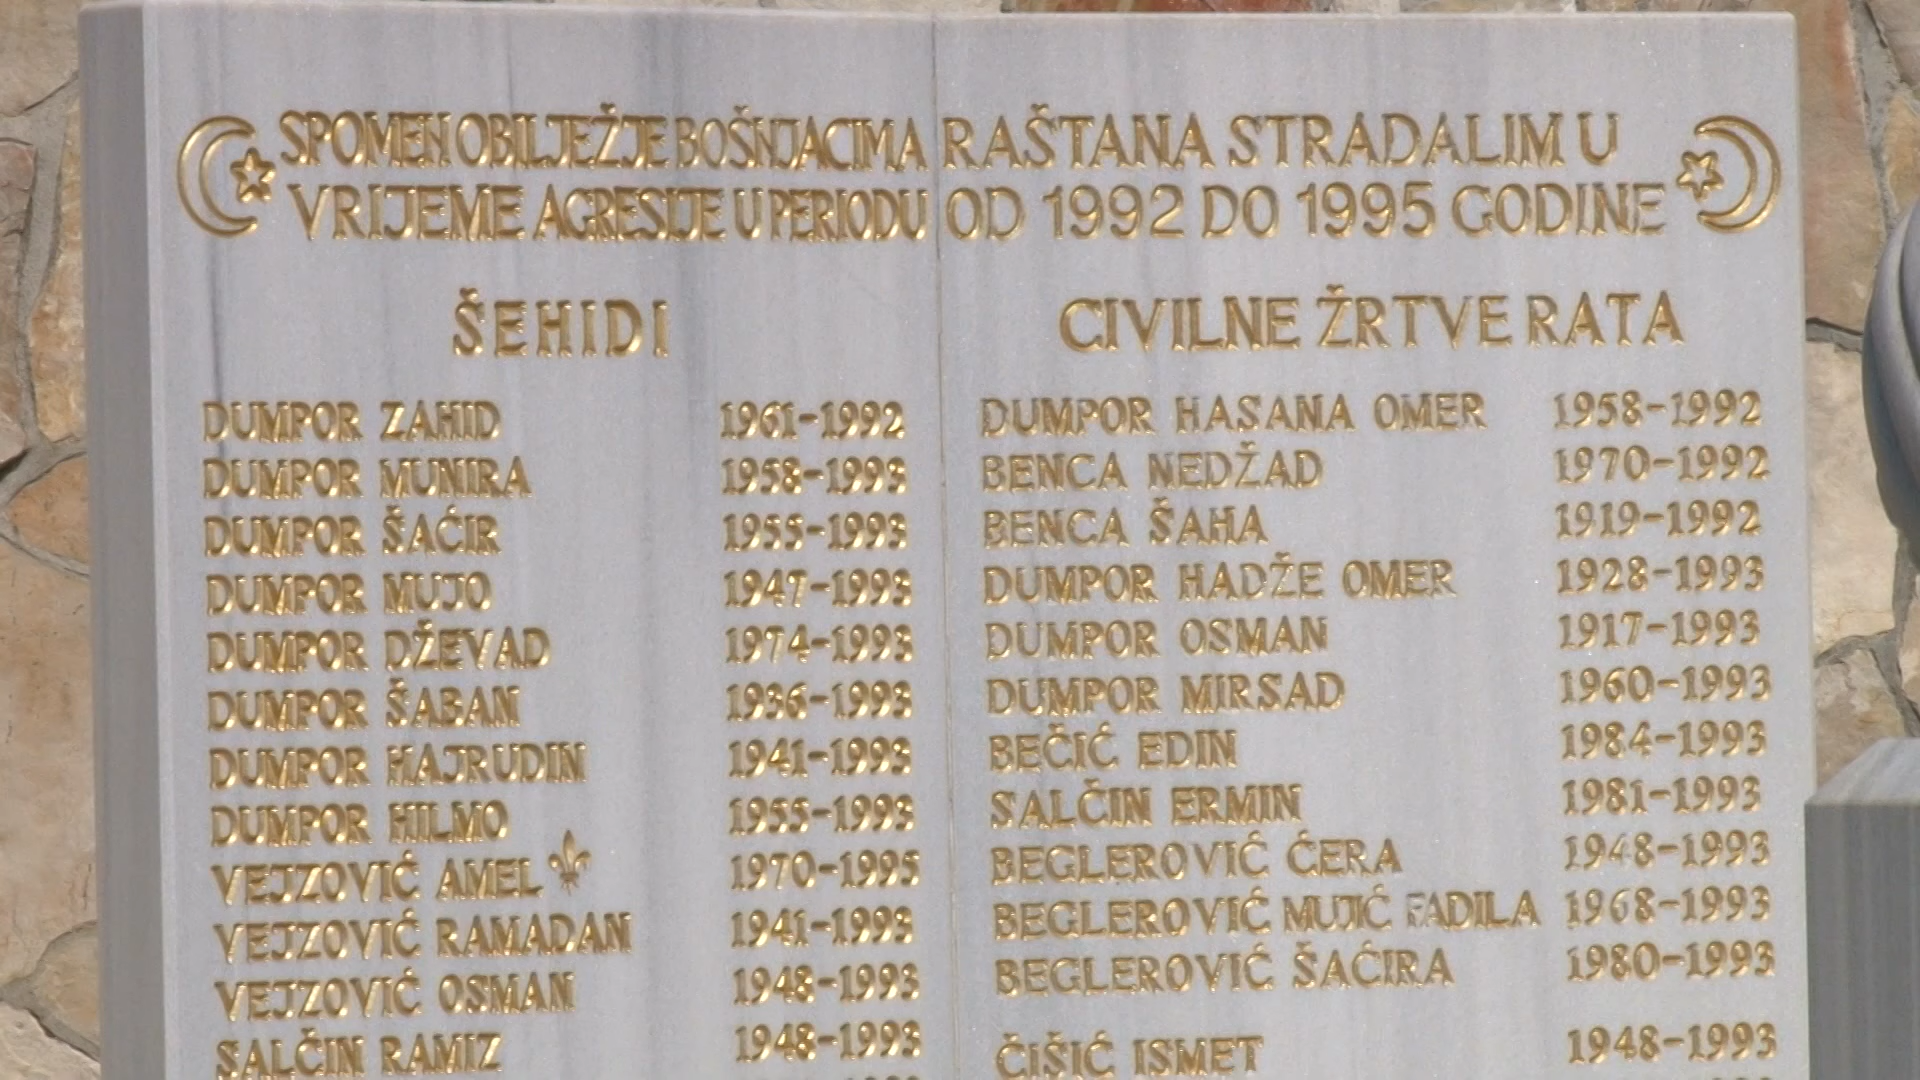 SPOMEN OBILJEŽJE BOŠNJACIMA RAŠTANA STRADALIM U
VRIJEME AGRESIJE U PERIODU OD 1992 DO 1995 GODINE
ŠEHIDI
DUMPOR ZAHID 1961-1992
DUMPOR MUNIRA 1958-1993
DUMPOR ŠAĆIR 1955-1993
DUMPOR MUJO 1947-1993
DUMPOR DŽEVAD 1974-1993
DUMPOR ŠABAN 1936-1993
DUMPOR HAJRUDIN 1941-1993
DUMPOR HILMO 1955-1993
VEJZOVIĆ AMEL 1970-1995
VEJZOVIĆ RAMADAN 1941-1993
VEJZOVIĆ OSMAN 1948-1993
SALČIN RAMIZ 1948-1993
CIVILNE ŽRTVE RATA
DUMPOR HASANA OMER 1958-1992
BENCA NEDŽAD 1970-1992
BENCA ŠAHA 1919-1992
DUMPOR HADŽE OMER 1928-1993
DUMPOR OSMAN 1917-1993
DUMPOR MIRSAD 1960-1993
BEČIĆ EDIN 1984-1993
SALČIN ERMIN 1981-1993
BEGLEROVIĆ ĆERA 1948-1993
BEGLEROVIĆ MUJIĆ FADILA 1968-1993
BEGLEROVIĆ ŠAĆIRA 1980-1993
ČIŠIĆ ISMET 1948-1993